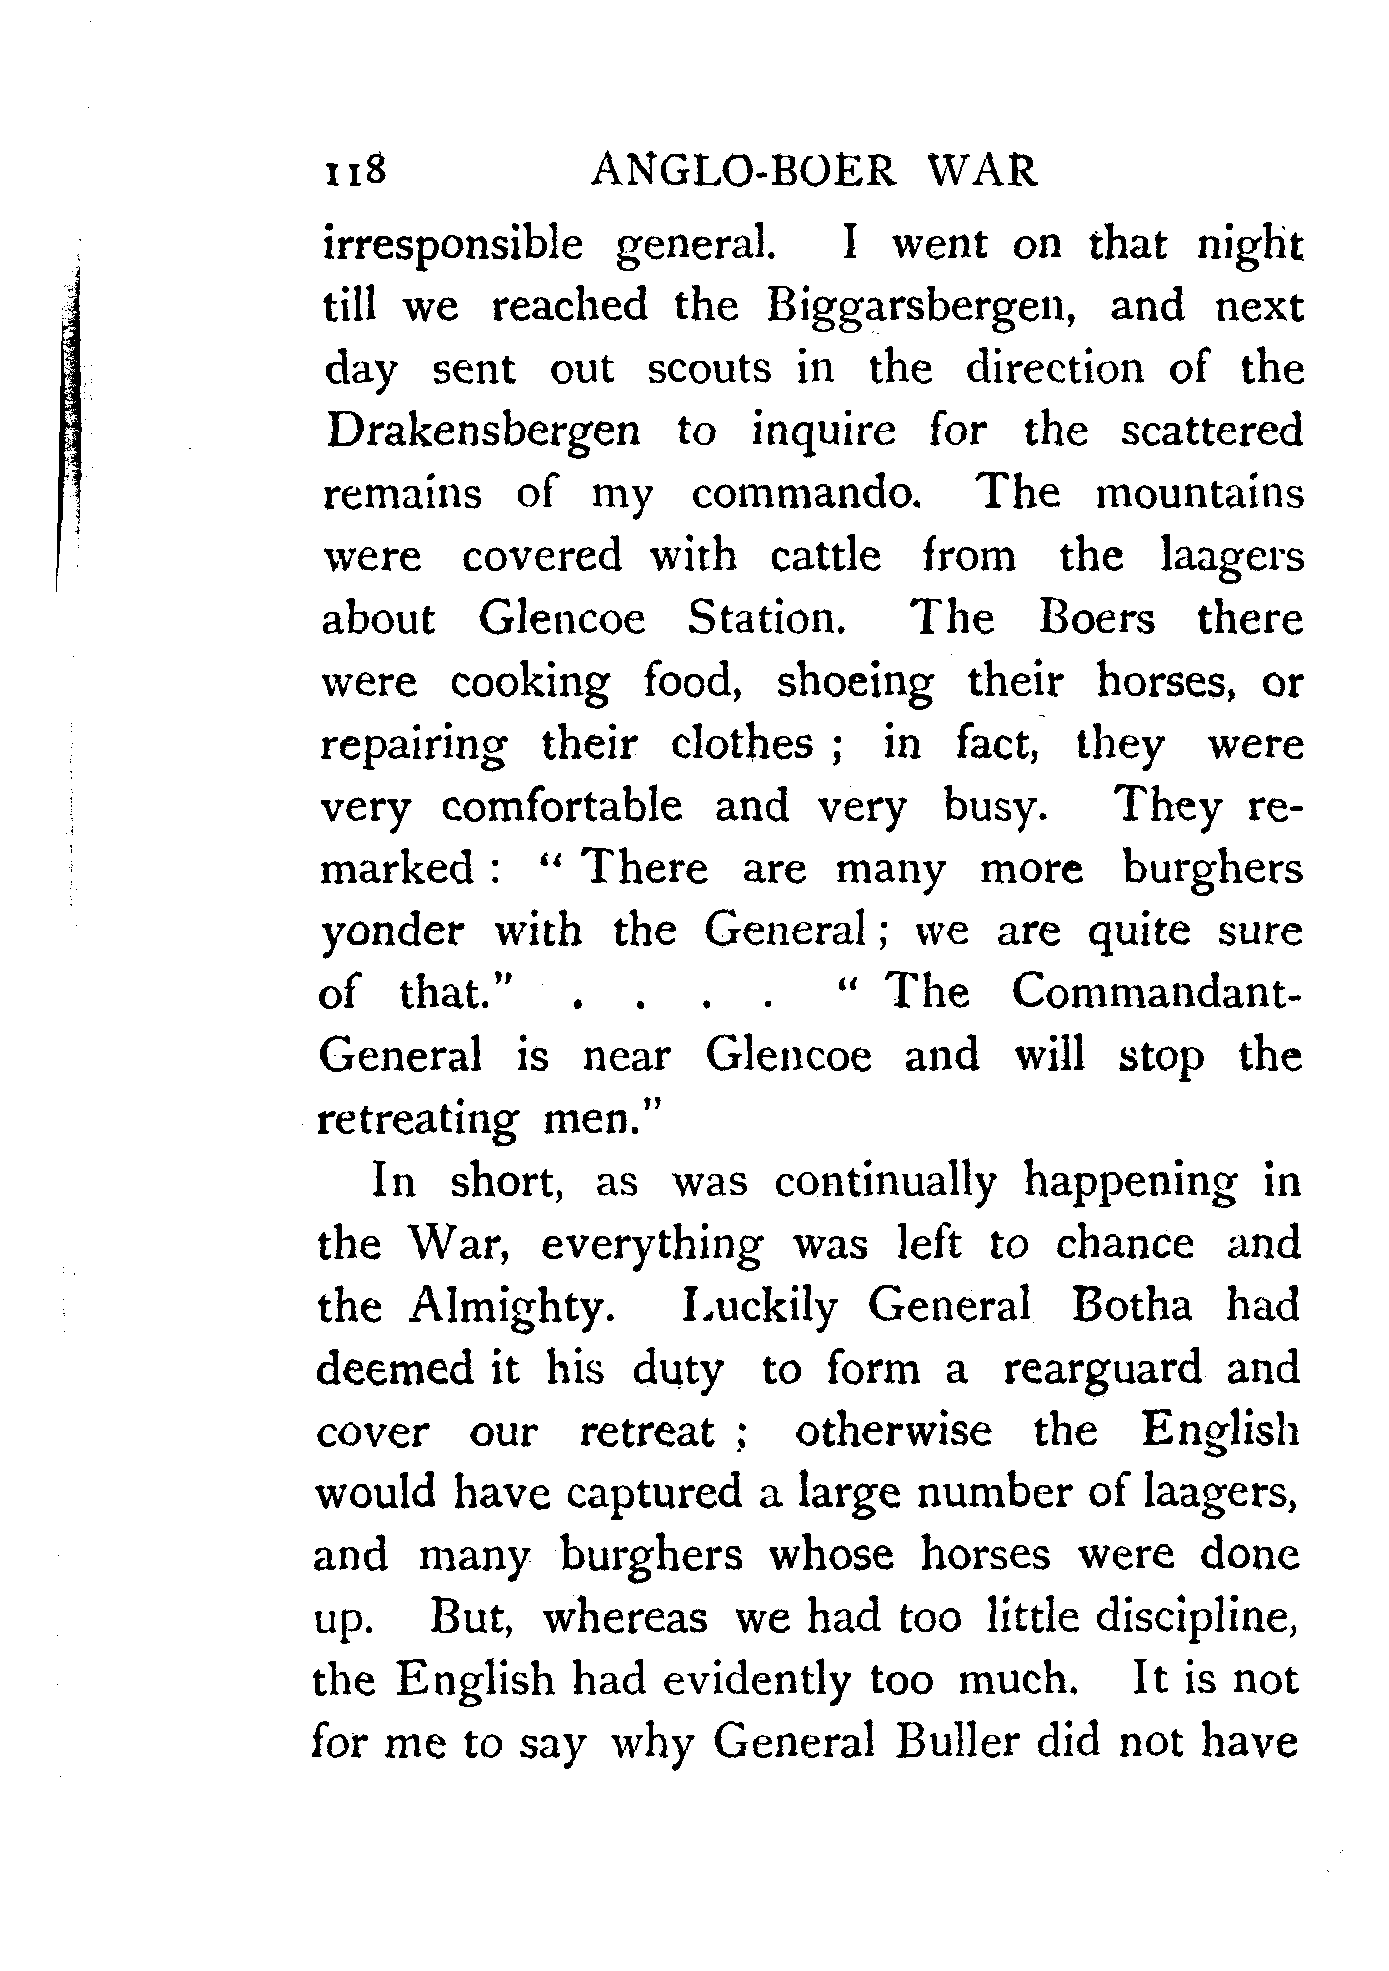 118 ANGLO-BOER WAR
irresponsible general. I went on that night
till we reached the Biggarsbergen, and next
day sent out scouts in the direction of the
Drakensbergen to inquire for the scattered
remains of my commando. The mountains
were covered with cattle from the laagers
about Glencoe Station. The Boers there
were cooking food, shoeing their horses, or
repairing their clothes ; in fact, they were
very comfortable and very busy. They re-
marked : “ There are many more burghers
yonder with the General ; we are quite sure
of that.” . . . . “ The Commandant-
General is near Glencoe and will stop the
retreating men.”
In short, as was continually happening in
the War, everything was left to chance and
the Almighty. Luckily General Botha had
deemed it his duty to form a rearguard and
cover our retreat ; otherwise the English
would have captured a large number of laagers,
and many burghers whose horses were done
up. But, whereas we had too little discipline,
the English had evidently too much. It is not
for me to say why General Buller did not have